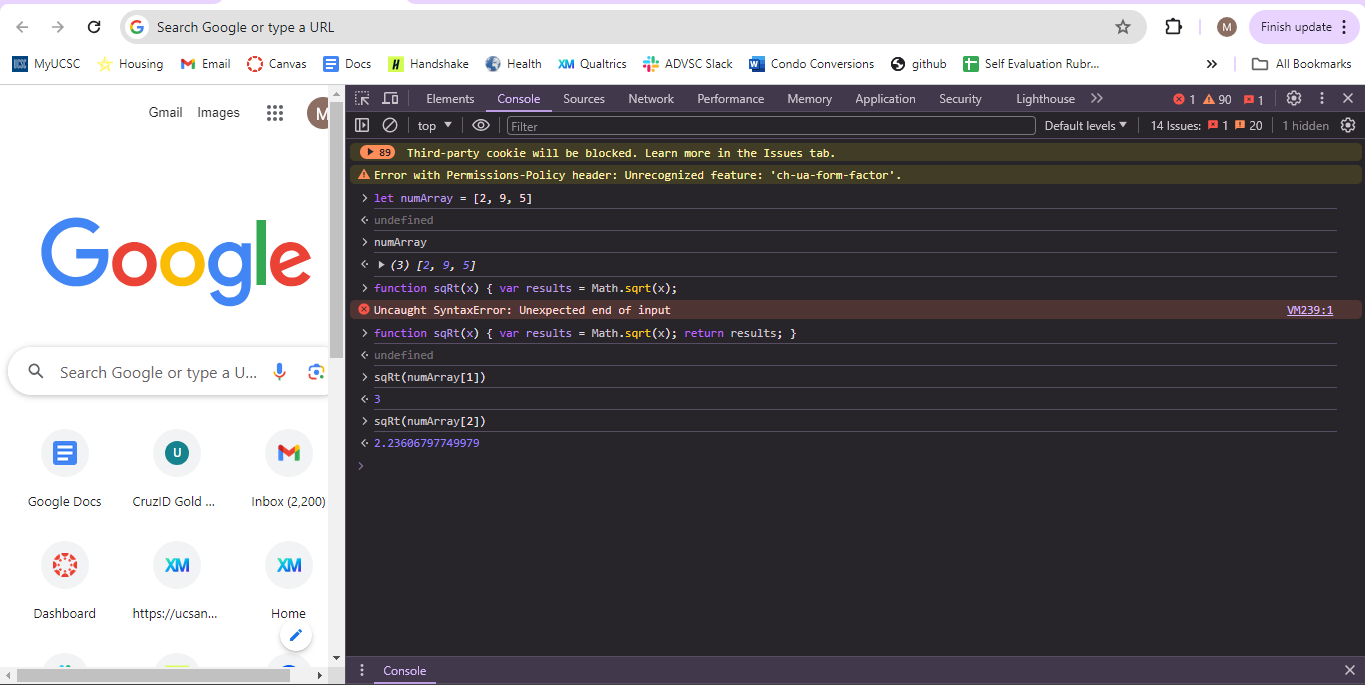 Search Google or type a URL
M
Finish update
MyUCSC
Housing
Email
Canvas
Docs
Handshake
Health
Qualtrics
ADVSC Slack
Condo Conversions
github
Self Evaluation Rubr...
»
All Bookmarks
Gmail
Images
M
Google
Search Google or type a U...
Google Docs
U
CruzID Gold ...
Inbox (2,200)
Dashboard
XM
https://ucsan...
XM
Home
Elements
Console
Sources
Network
Performance
Memory
Application
Security
Lighthouse
1
90
1
top
Filter
Default levels
14 Issues:
1
20
1 hidden
89 Third-party cookie will be blocked. Learn more in the Issues tab.
Error with Permissions-Policy header: Unrecognized feature: 'ch-ua-form-factor'.
let numArray = [2, 9, 5]
undefined
numArray
(3) [2, 9, 5]
function sqRt(x) { var results = Math.sqrt(x);
Uncaught SyntaxError: Unexpected end of input VM239:1
function sqRt(x) { var results = Math.sqrt(x); return results; }
undefined
sqRt(numArray[1])
3
sqRt(numArray[2])
2.23606797749979
Console